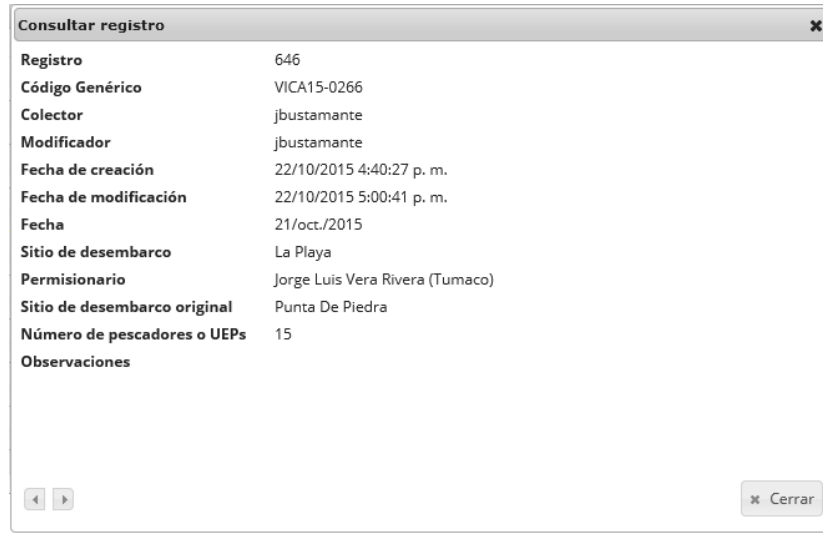 Consultar registro
Registro 646
Código Genérico VICA15-0266
Colector jbustamante
Modificador jbustamante
Fecha de creación 22/10/2015 4:40:27 p. m.
Fecha de modificación 22/10/2015 5:00:41 p. m.
Fecha 21/oct./2015
Sitio de desembarco La Playa
Permisionario Jorge Luis Vera Rivera (Tumaco)
Sitio de desembarco original Punta De Piedra
Número de pescadores o UEPs 15
Observaciones
Cerrar